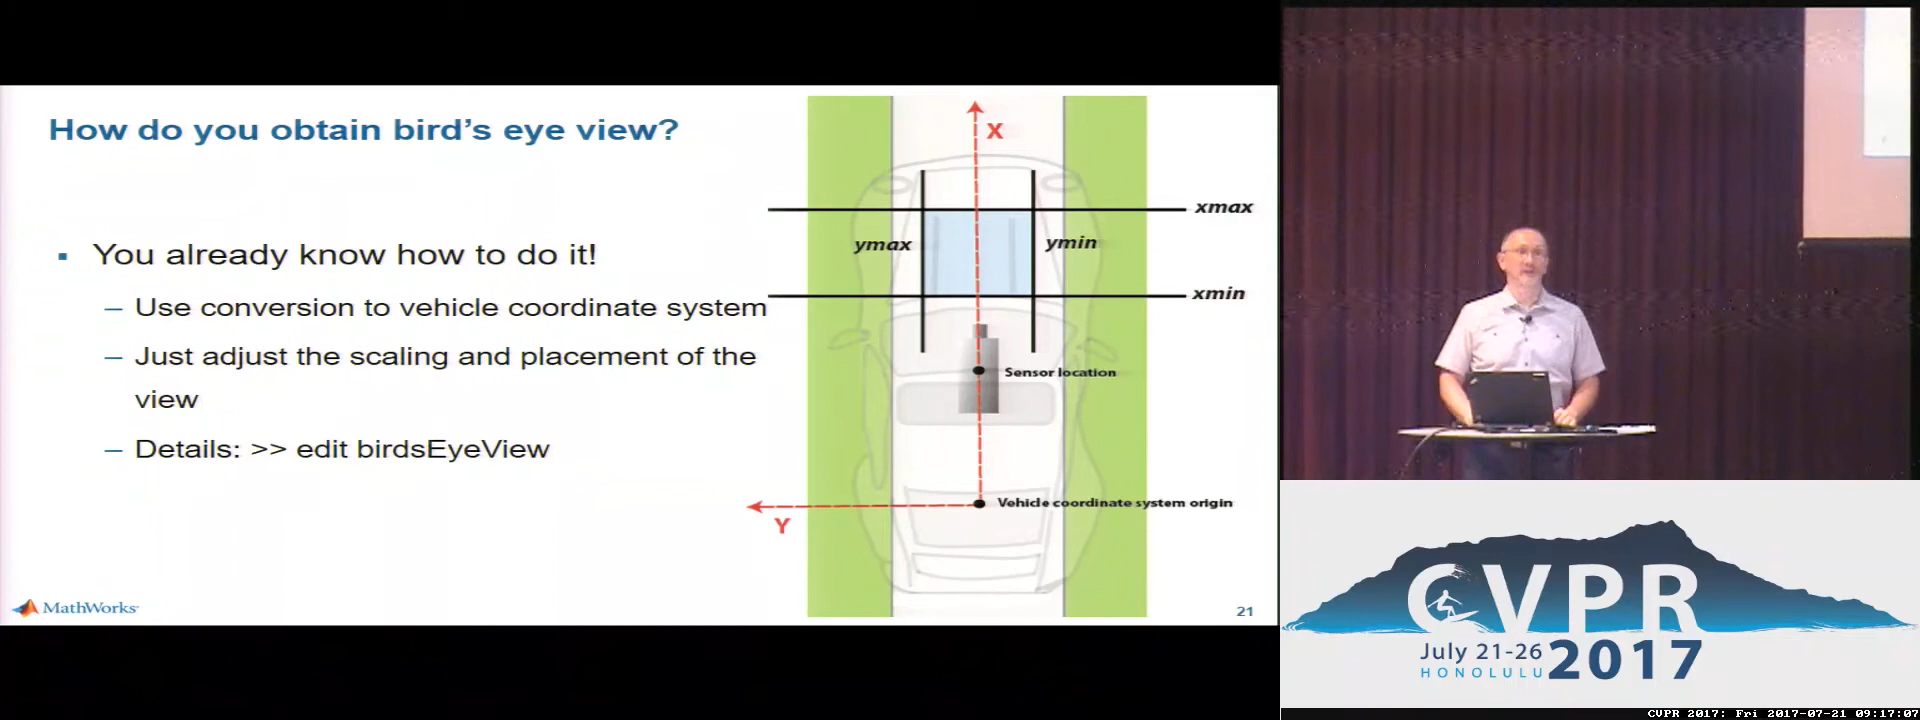 How do you obtain bird's eye view?
▪ You already know how to do it!
– Use conversion to vehicle coordinate system
– Just adjust the scaling and placement of the
view
– Details: >> edit birdsEyeView
X
xmax
ymax
ymin
xmin
Sensor location
Vehicle coordinate system origin
Y
MathWorks
21
CVPR
July 21-26
HONOLULU
2017
CVPR 2017: Fri 2017-07-21 09:17:07